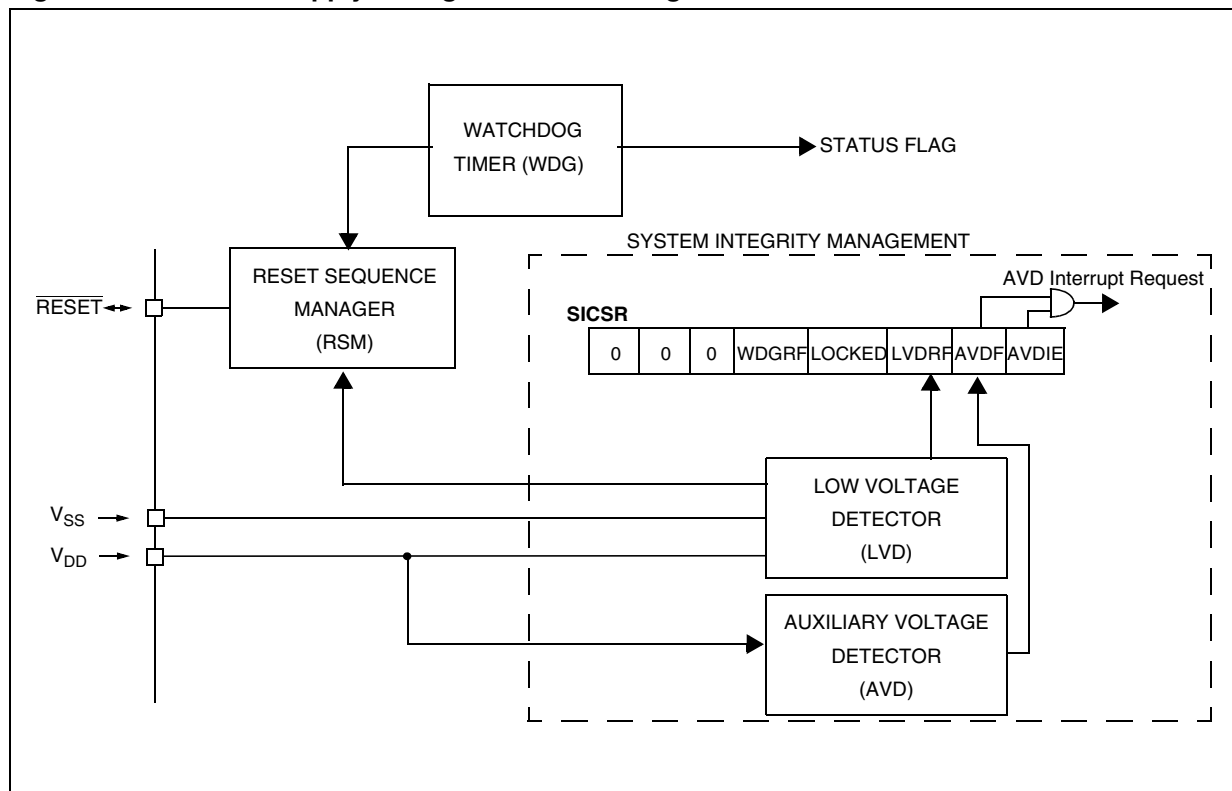 WATCHDOG
TIMER (WDG)
STATUS FLAG
SYSTEM INTEGRITY MANAGEMENT
RESET SEQUENCE
MANAGER
(RSM)
AVD Interrupt Request
RESET
SICSR
0 0 0 WDGRF LOCKED LVDRF AVDF AVDIE
LOW VOLTAGE
DETECTOR
(LVD)
VSS
VDD
AUXILIARY VOLTAGE
DETECTOR
(AVD)